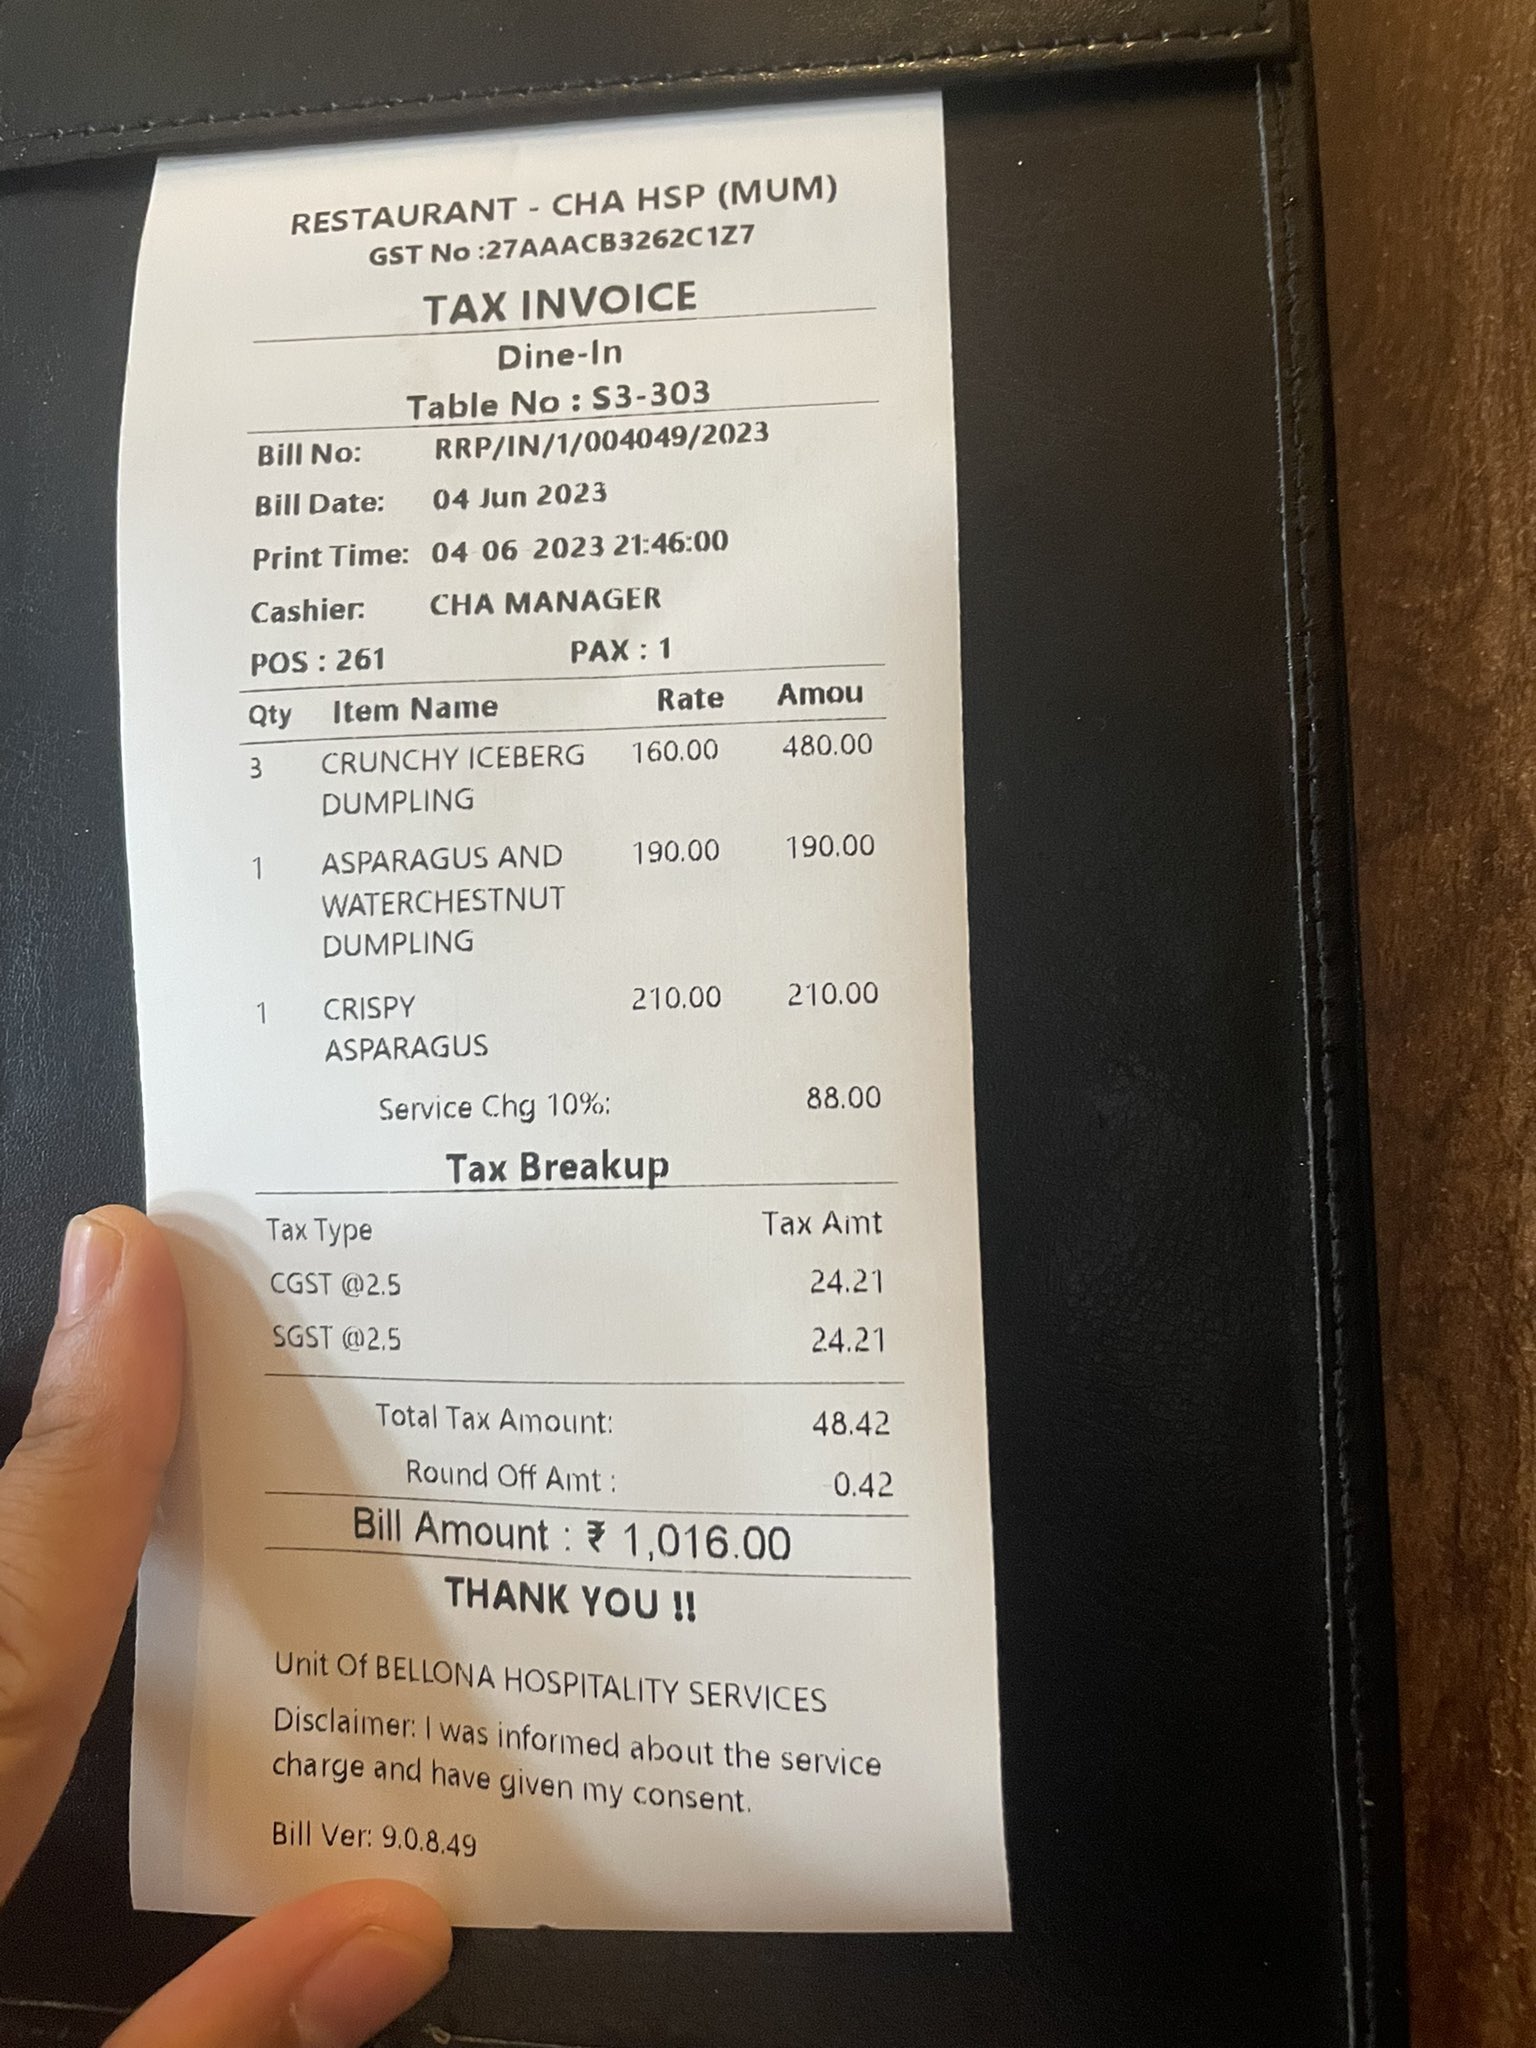 RESTAURANT - CHA HSP (MUM)
GST No :27AAACB3262C1Z7
TAX INVOICE
Dine-In
Table No : S3-303
Bill No: RRP/IN/1/004049/2023
Bill Date: 04 Jun 2023
Print Time: 04 06 2023 21:46:00
Cashier: CHA MANAGER
POS : 261 PAX : 1
Qty Item Name Rate Amou
3 CRUNCHY ICEBERG 160.00 480.00
DUMPLING
1 ASPARAGUS AND 190.00 190.00
WATERCHESTNUT
DUMPLING
1 CRISPY 210.00 210.00
ASPARAGUS
Service Chg 10%: 88.00
Tax Breakup
Tax Type Tax Amt
CGST @2.5 24.21
SGST @2.5 24.21
Total Tax Amount: 48.42
Round Off Amt : 0.42
Bill Amount : ₹ 1,016.00
THANK YOU !!
Unit Of BELLONA HOSPITALITY SERVICES
Disclaimer: I was informed about the service
charge and have given my consent.
Bill Ver: 9.0.8.49